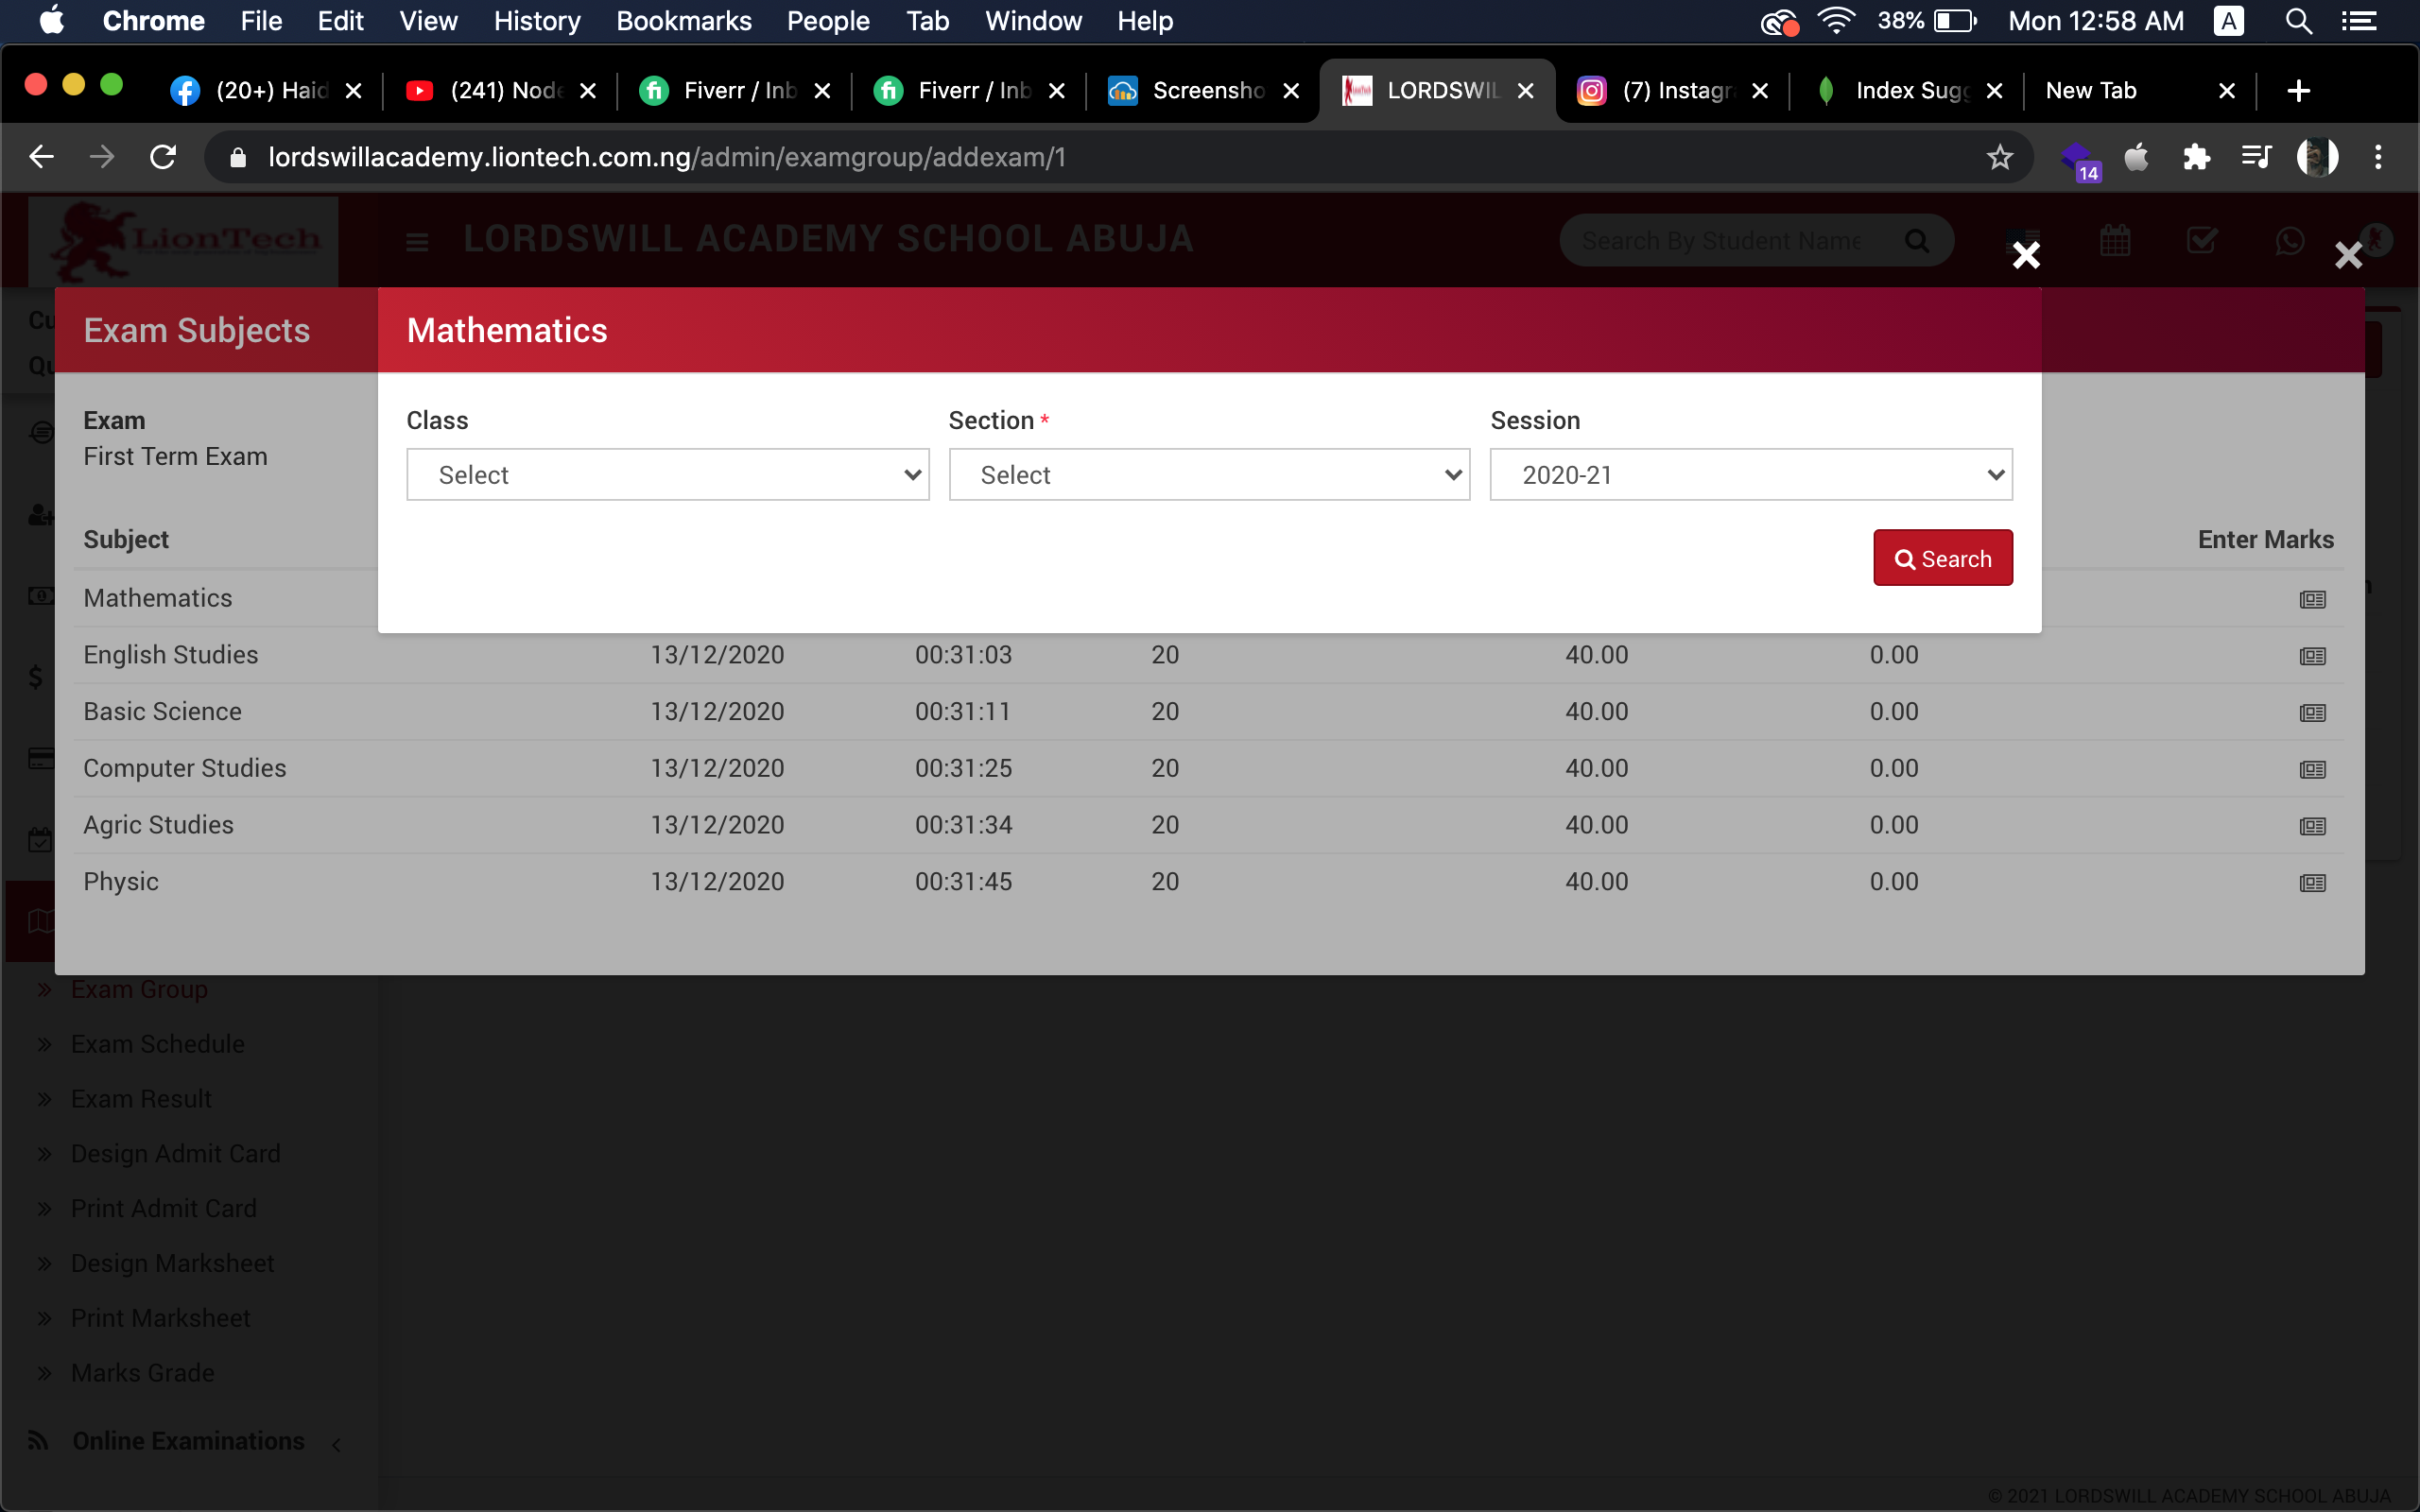 Chrome File Edit View History Bookmarks People Tab Window Help 38% Mon 12:58 AM A
(20+) Haid (241) Node Fiverr / Inb Fiverr / Inb Screensho LORDSWIL (7) Instagr Index Sugg New Tab
lordswillacademy.liontech.com.ng/admin/examgroup/addexam/1 14
LionTech LORDSWILL ACADEMY SCHOOL ABUJA Search By Student Name
Cu
Qu
Exam Subjects Mathematics
Exam
First Term Exam
Class Section * Session
Select Select 2020-21
Search
Subject Enter Marks
Mathematics
English Studies 13/12/2020 00:31:03 20 40.00 0.00
Basic Science 13/12/2020 00:31:11 20 40.00 0.00
Computer Studies 13/12/2020 00:31:25 20 40.00 0.00
Agric Studies 13/12/2020 00:31:34 20 40.00 0.00
Physic 13/12/2020 00:31:45 20 40.00 0.00
Exam Group
Exam Schedule
Exam Result
Design Admit Card
Print Admit Card
Design Marksheet
Print Marksheet
Marks Grade
Online Examinations
© 2021 LORDSWILL ACADEMY SCHOOL ABUJA